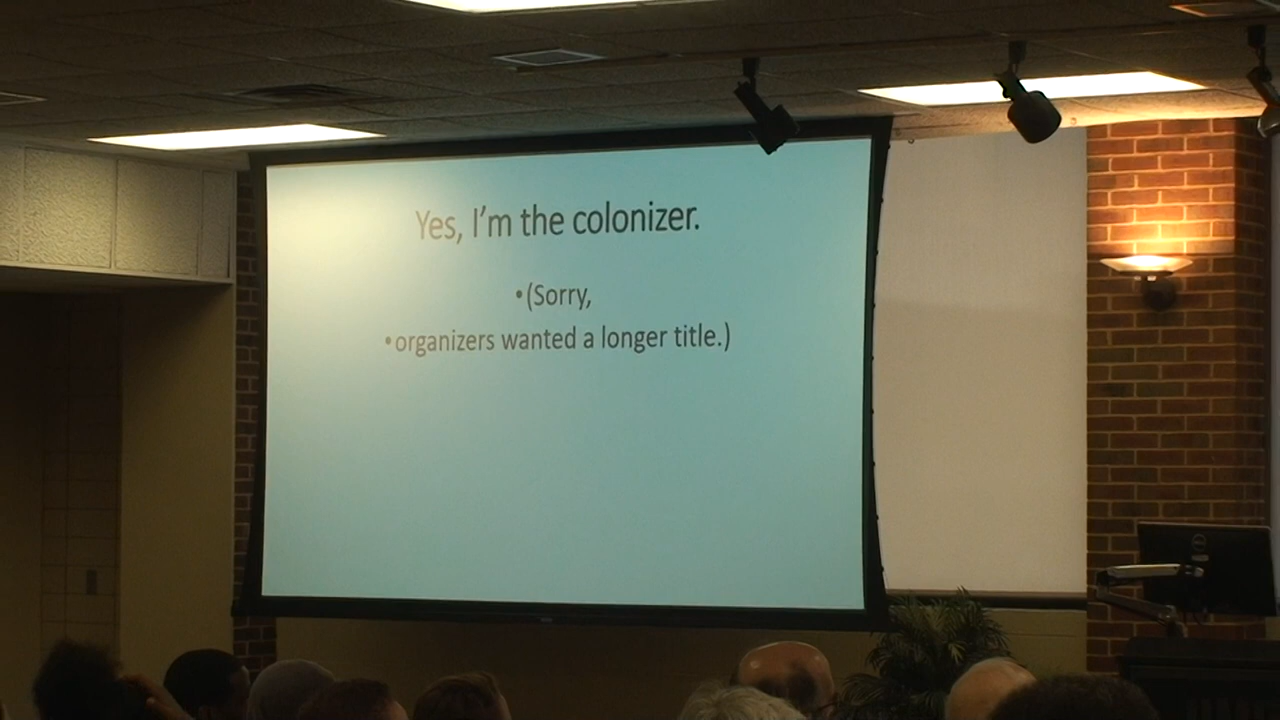 Yes, I'm the colonizer.
•(Sorry,
•organizers wanted a longer title.)